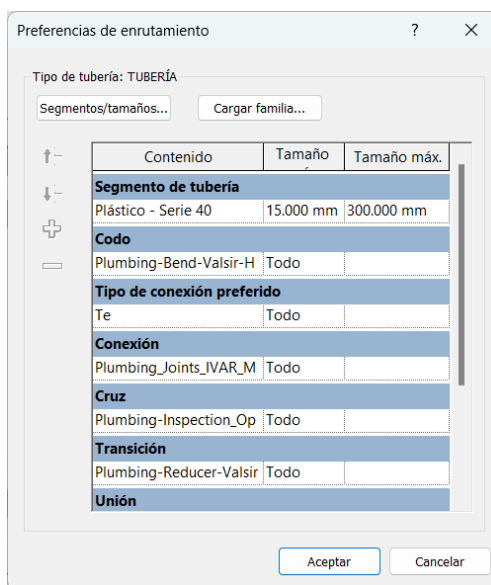 Preferencias de enrutamiento ?
Tipo de tubería: TUBERÍA
Segmentos/tamaños... Cargar familia...
Contenido Tamaño Tamaño máx.
Segmento de tubería
Plástico - Serie 40 15.000 mm 300.000 mm
Codo
Plumbing-Bend-Valsir-H Todo
Tipo de conexión preferido
Te Todo
Conexión
Plumbing_Joints_IVAR_M Todo
Cruz
Plumbing-Inspection_Op Todo
Transición
Plumbing-Reducer-Valsir Todo
Unión
Aceptar Cancelar